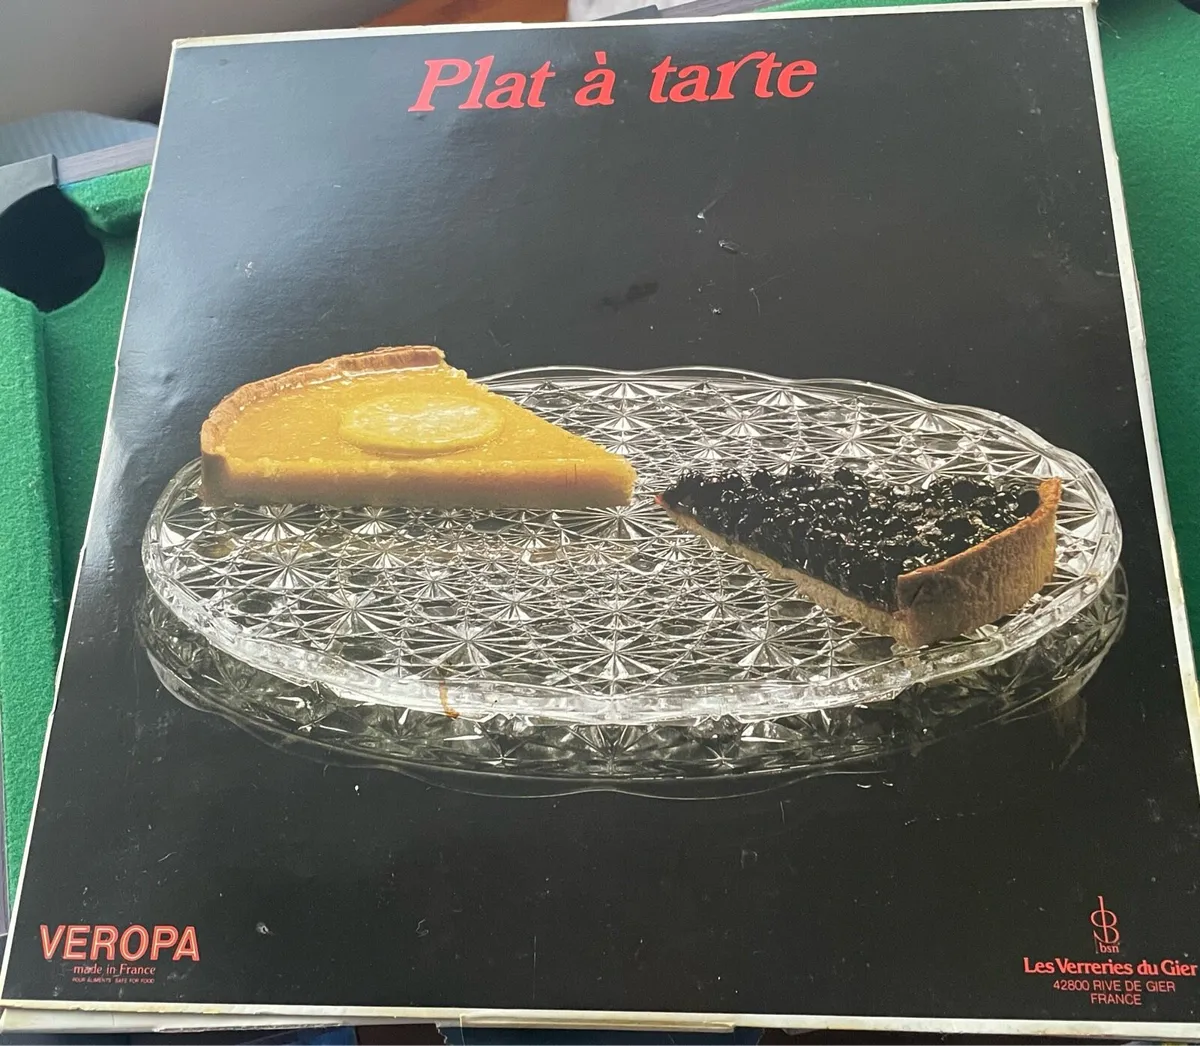 Plat à tarte
VEROPA
made in France
POUR ALIMENTS SAFE FOR FOOD
bsn
Les Verreries du Gier
42800 RIVE DE GIER
FRANCE